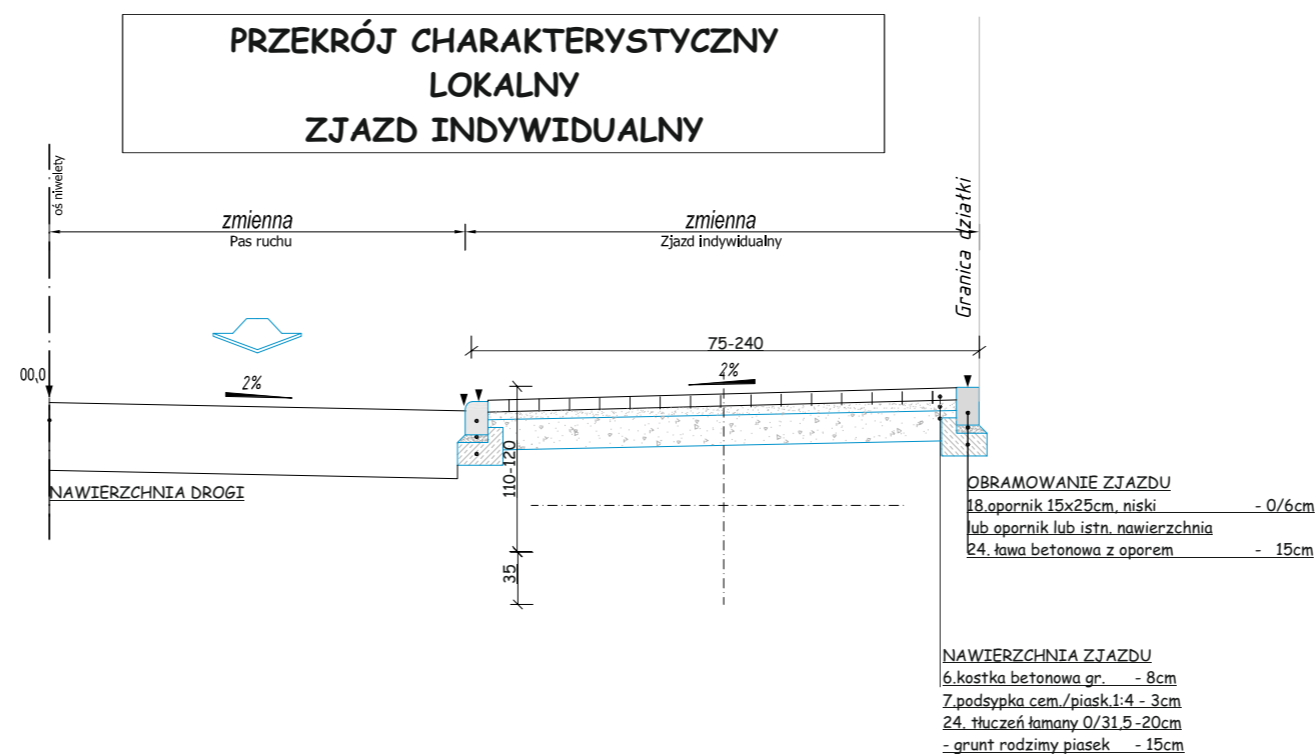 PRZEKRÓJ CHARAKTERYSTYCZNY
LOKALNY
ZJAZD INDYWIDUALNY
oś niwelety
zmienna
Pas ruchu
zmienna
Zjazd indywidualny
Granica działki
75-240
00,0
2%
2%
110-120
35
NAWIERZCHNIA DROGI
OBRAMOWANIE ZJAZDU
18.opornik 15x25cm, niski - 0/6cm
lub opornik lub istn. nawierzchnia
24. ława betonowa z oporem - 15cm
NAWIERZCHNIA ZJAZDU
6.kostka betonowa gr. - 8cm
7.podsypka cem./piask.1:4 - 3cm
24. tłuczeń łamany 0/31,5 -20cm
- grunt rodzimy piasek - 15cm